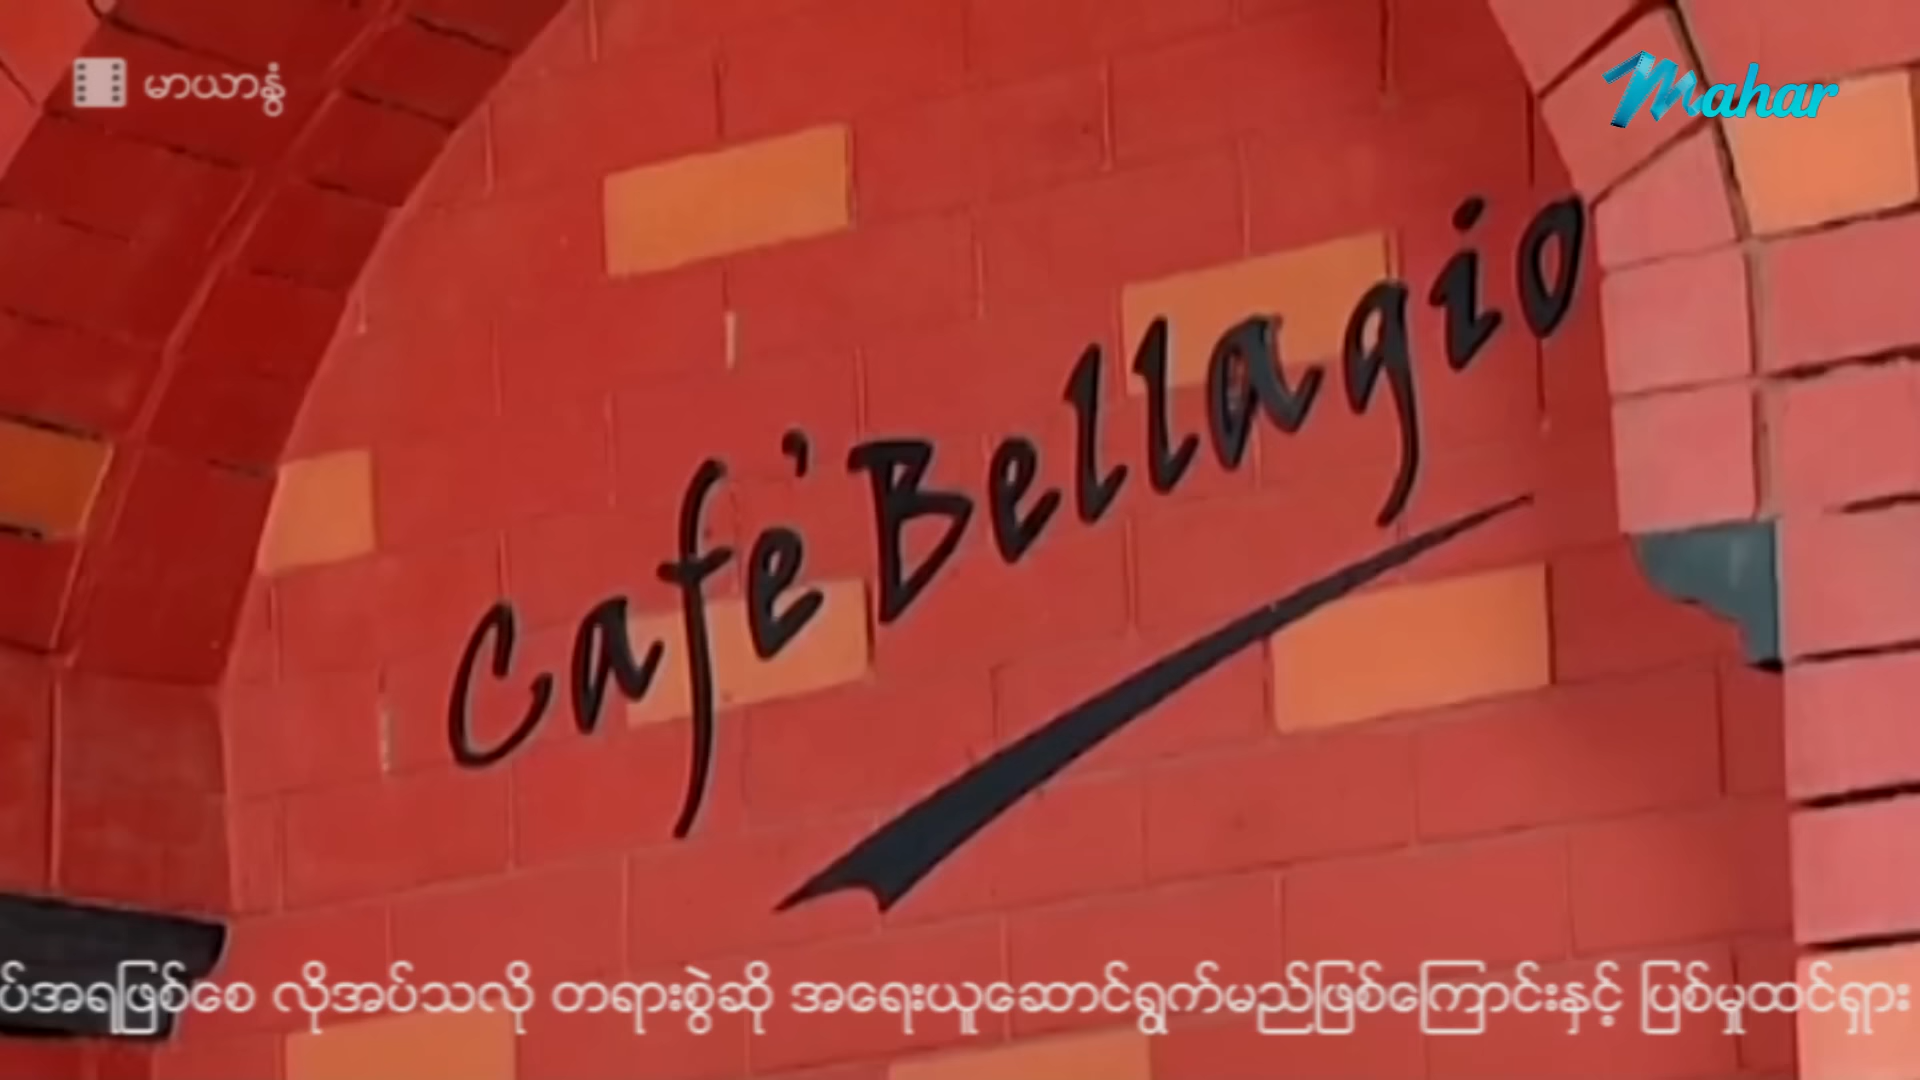 မာယာနွံ
Mahar
Café Bellagio
ပ်အရဖြစ်စေ လိုအပ်သလို တရားစွဲဆို အရေးယူဆောင်ရွက်မည်ဖြစ်ကြောင်းနှင့် ပြစ်မှုထင်ရှား